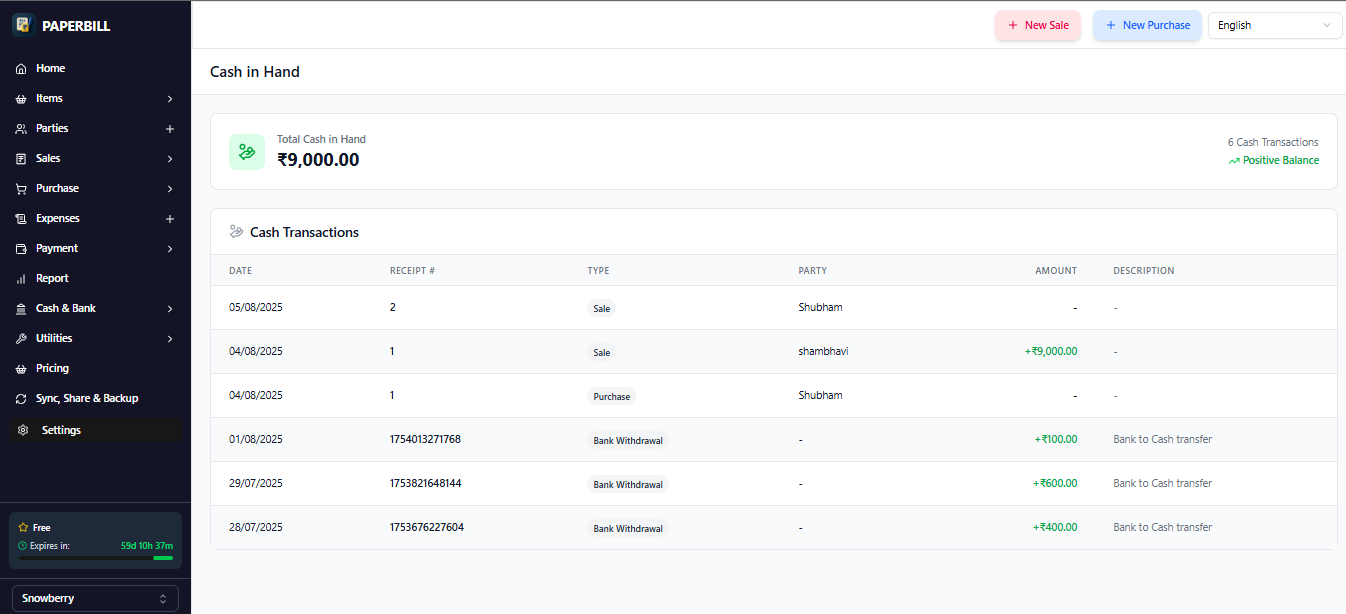 PAPERBILL
+ New Sale
+ New Purchase
English
Home
Items
Parties
Sales
Purchase
Expenses
Payment
Report
Cash & Bank
Utilities
Pricing
Sync, Share & Backup
Settings
Free
Expires in: 59d 10h 37m
Snowberry
Cash in Hand
Total Cash in Hand
₹9,000.00
6 Cash Transactions
Positive Balance
Cash Transactions
DATE RECEIPT # TYPE PARTY AMOUNT DESCRIPTION
05/08/2025 2 Sale Shubham - -
04/08/2025 1 Sale shambhavi +₹9,000.00 -
04/08/2025 1 Purchase Shubham - -
01/08/2025 1754013271768 Bank Withdrawal - +₹100.00 Bank to Cash transfer
29/07/2025 1753821648144 Bank Withdrawal - +₹600.00 Bank to Cash transfer
28/07/2025 1753676227604 Bank Withdrawal - +₹400.00 Bank to Cash transfer